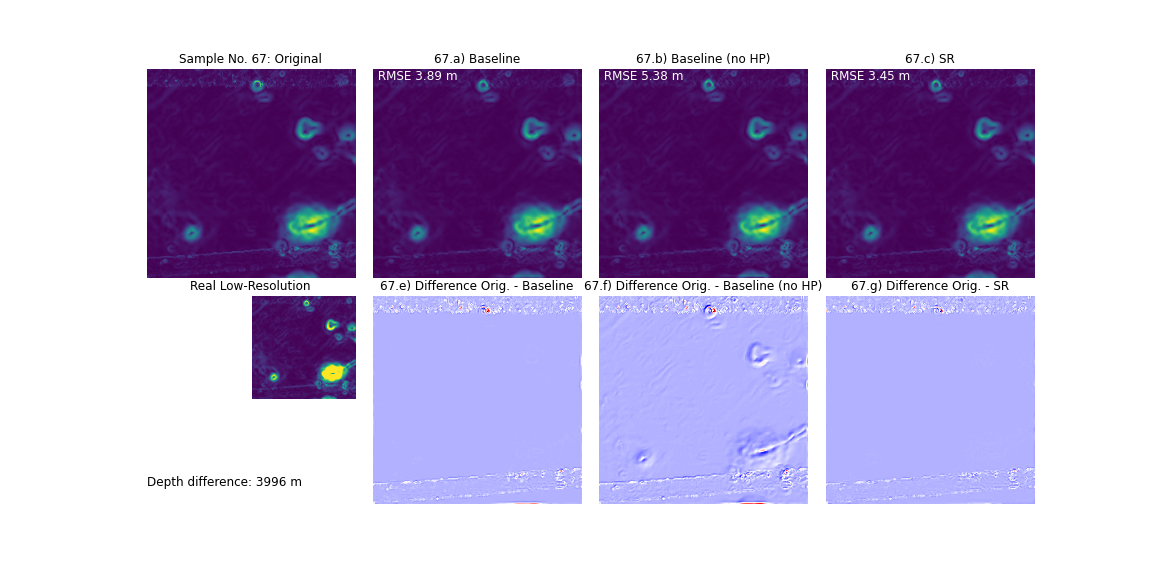 Sample No. 67: Original
67.a) Baseline
67.b) Baseline (no HP)
67.c) SR
RMSE 3.89 m
RMSE 5.38 m
RMSE 3.45 m
Real Low-Resolution
67.e) Difference Orig. - Baseline
67.f) Difference Orig. - Baseline (no HP)
67.g) Difference Orig. - SR
Depth difference: 3996 m